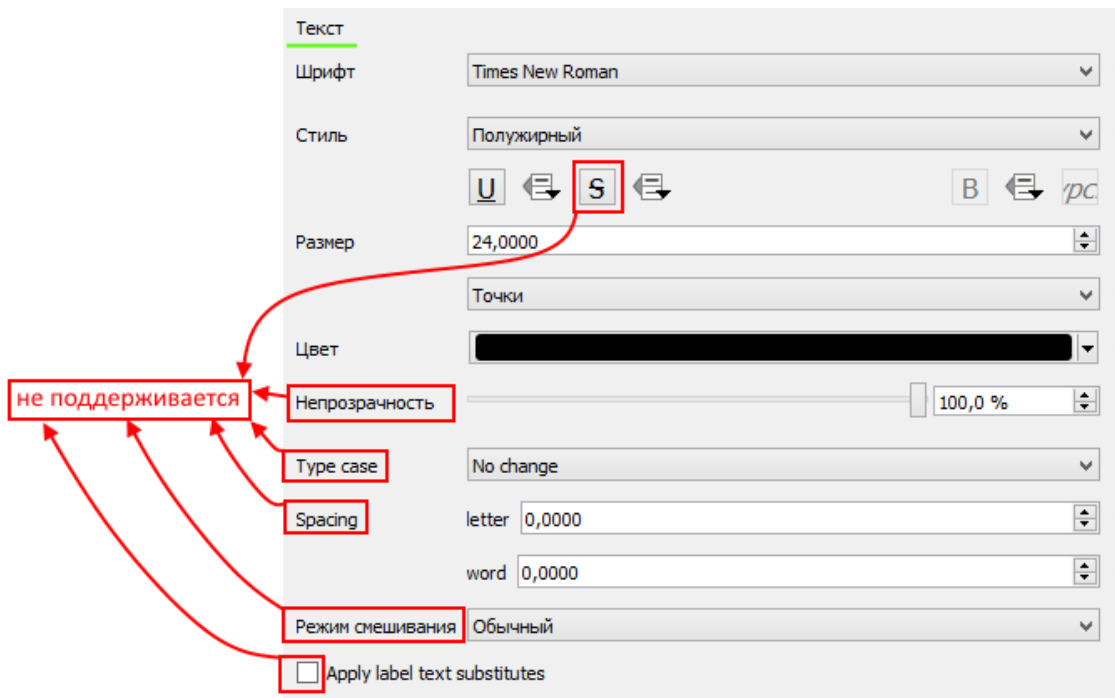 Текст
Шрифт Times New Roman
Стиль Полужирный
U S B урс
Размер 24,0000
Точки
Цвет
не поддерживается Непрозрачность 100,0 %
Type case No change
Spacing letter 0,0000
word 0,0000
Режим смешивания Обычный
Apply label text substitutes